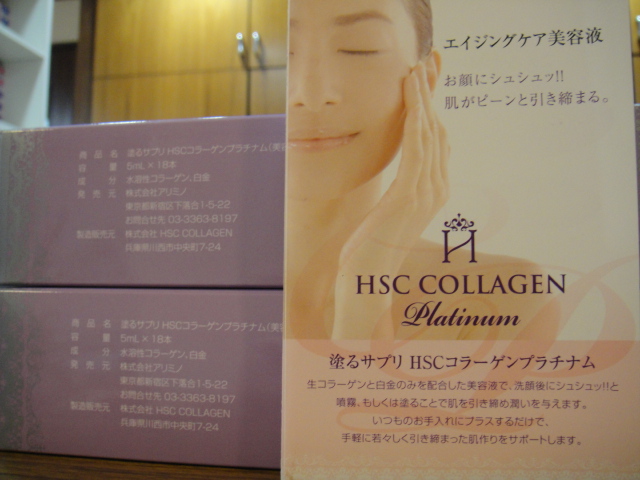 エイジングケア美容液
お顔にシュシュッ!!
肌がピーンと引き締まる。
HSC COLLAGEN
Platinum
塗るサプリ HSCコラーゲンプラチナム
生コラーゲンと白金のみを配合した美容液で、洗顔後にシュシュッ!!と
噴霧、もしくは塗ることで肌を引き締め潤いを与えます。
いつものお手入れにプラスするだけで、
手軽に若々しく引き締まった肌作りをサポートします。
商品名 塗るサプリ HSCコラーゲンプラチナム(美容
容量 5mL×18本
成分 水溶性コラーゲン、白金
発売元 株式会社アリミノ
東京都新宿区下落合1-5-22
お問合せ先 03-3363-8197
製造販売元 株式会社 HSC COLLAGEN
兵庫県川西市中央町7-24
商品名 塗るサプリ HSCコラーゲンプラチナム(美容
容量 5mL×18本
成分 水溶性コラーゲン、白金
発売元 株式会社アリミノ
東京都新宿区下落合1-5-22
お問合せ先 03-3363-8197
製造販売元 株式会社 HSC COLLAGEN
兵庫県川西市中央町7-24